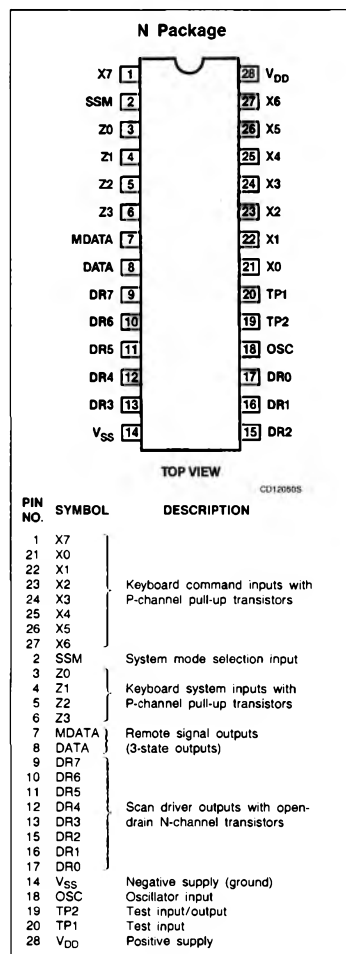 N Package
X7 1 28 VDD
SSM 2 27 X6
Z0 3 26 X5
Z1 4 25 X4
Z2 5 24 X3
Z3 6 23 X2
MDATA 7 22 X1
DATA 8 21 X0
DR7 9 20 TP1
DR6 10 19 TP2
DR5 11 18 OSC
DR4 12 17 DR0
DR3 13 16 DR1
VSS 14 15 DR2
TOP VIEW
CD12050S
PIN NO. SYMBOL DESCRIPTION
1 X7
21 X0
22 X1
23 X2 Keyboard command inputs with
24 X3 P-channel pull-up transistors
25 X4
26 X5
27 X6
2 SSM System mode selection input
3 Z0
4 Z1 Keyboard system inputs with
5 Z2 P-channel pull-up transistors
6 Z3
7 MDATA Remote signal outputs
8 DATA (3-state outputs)
9 DR7
10 DR6
11 DR5
12 DR4 Scan driver outputs with open-
13 DR3 drain N-channel transistors
15 DR2
16 DR1
17 DR0
14 VSS Negative supply (ground)
18 OSC Oscillator input
19 TP2 Test input/output
20 TP1 Test input
28 VDD Positive supply